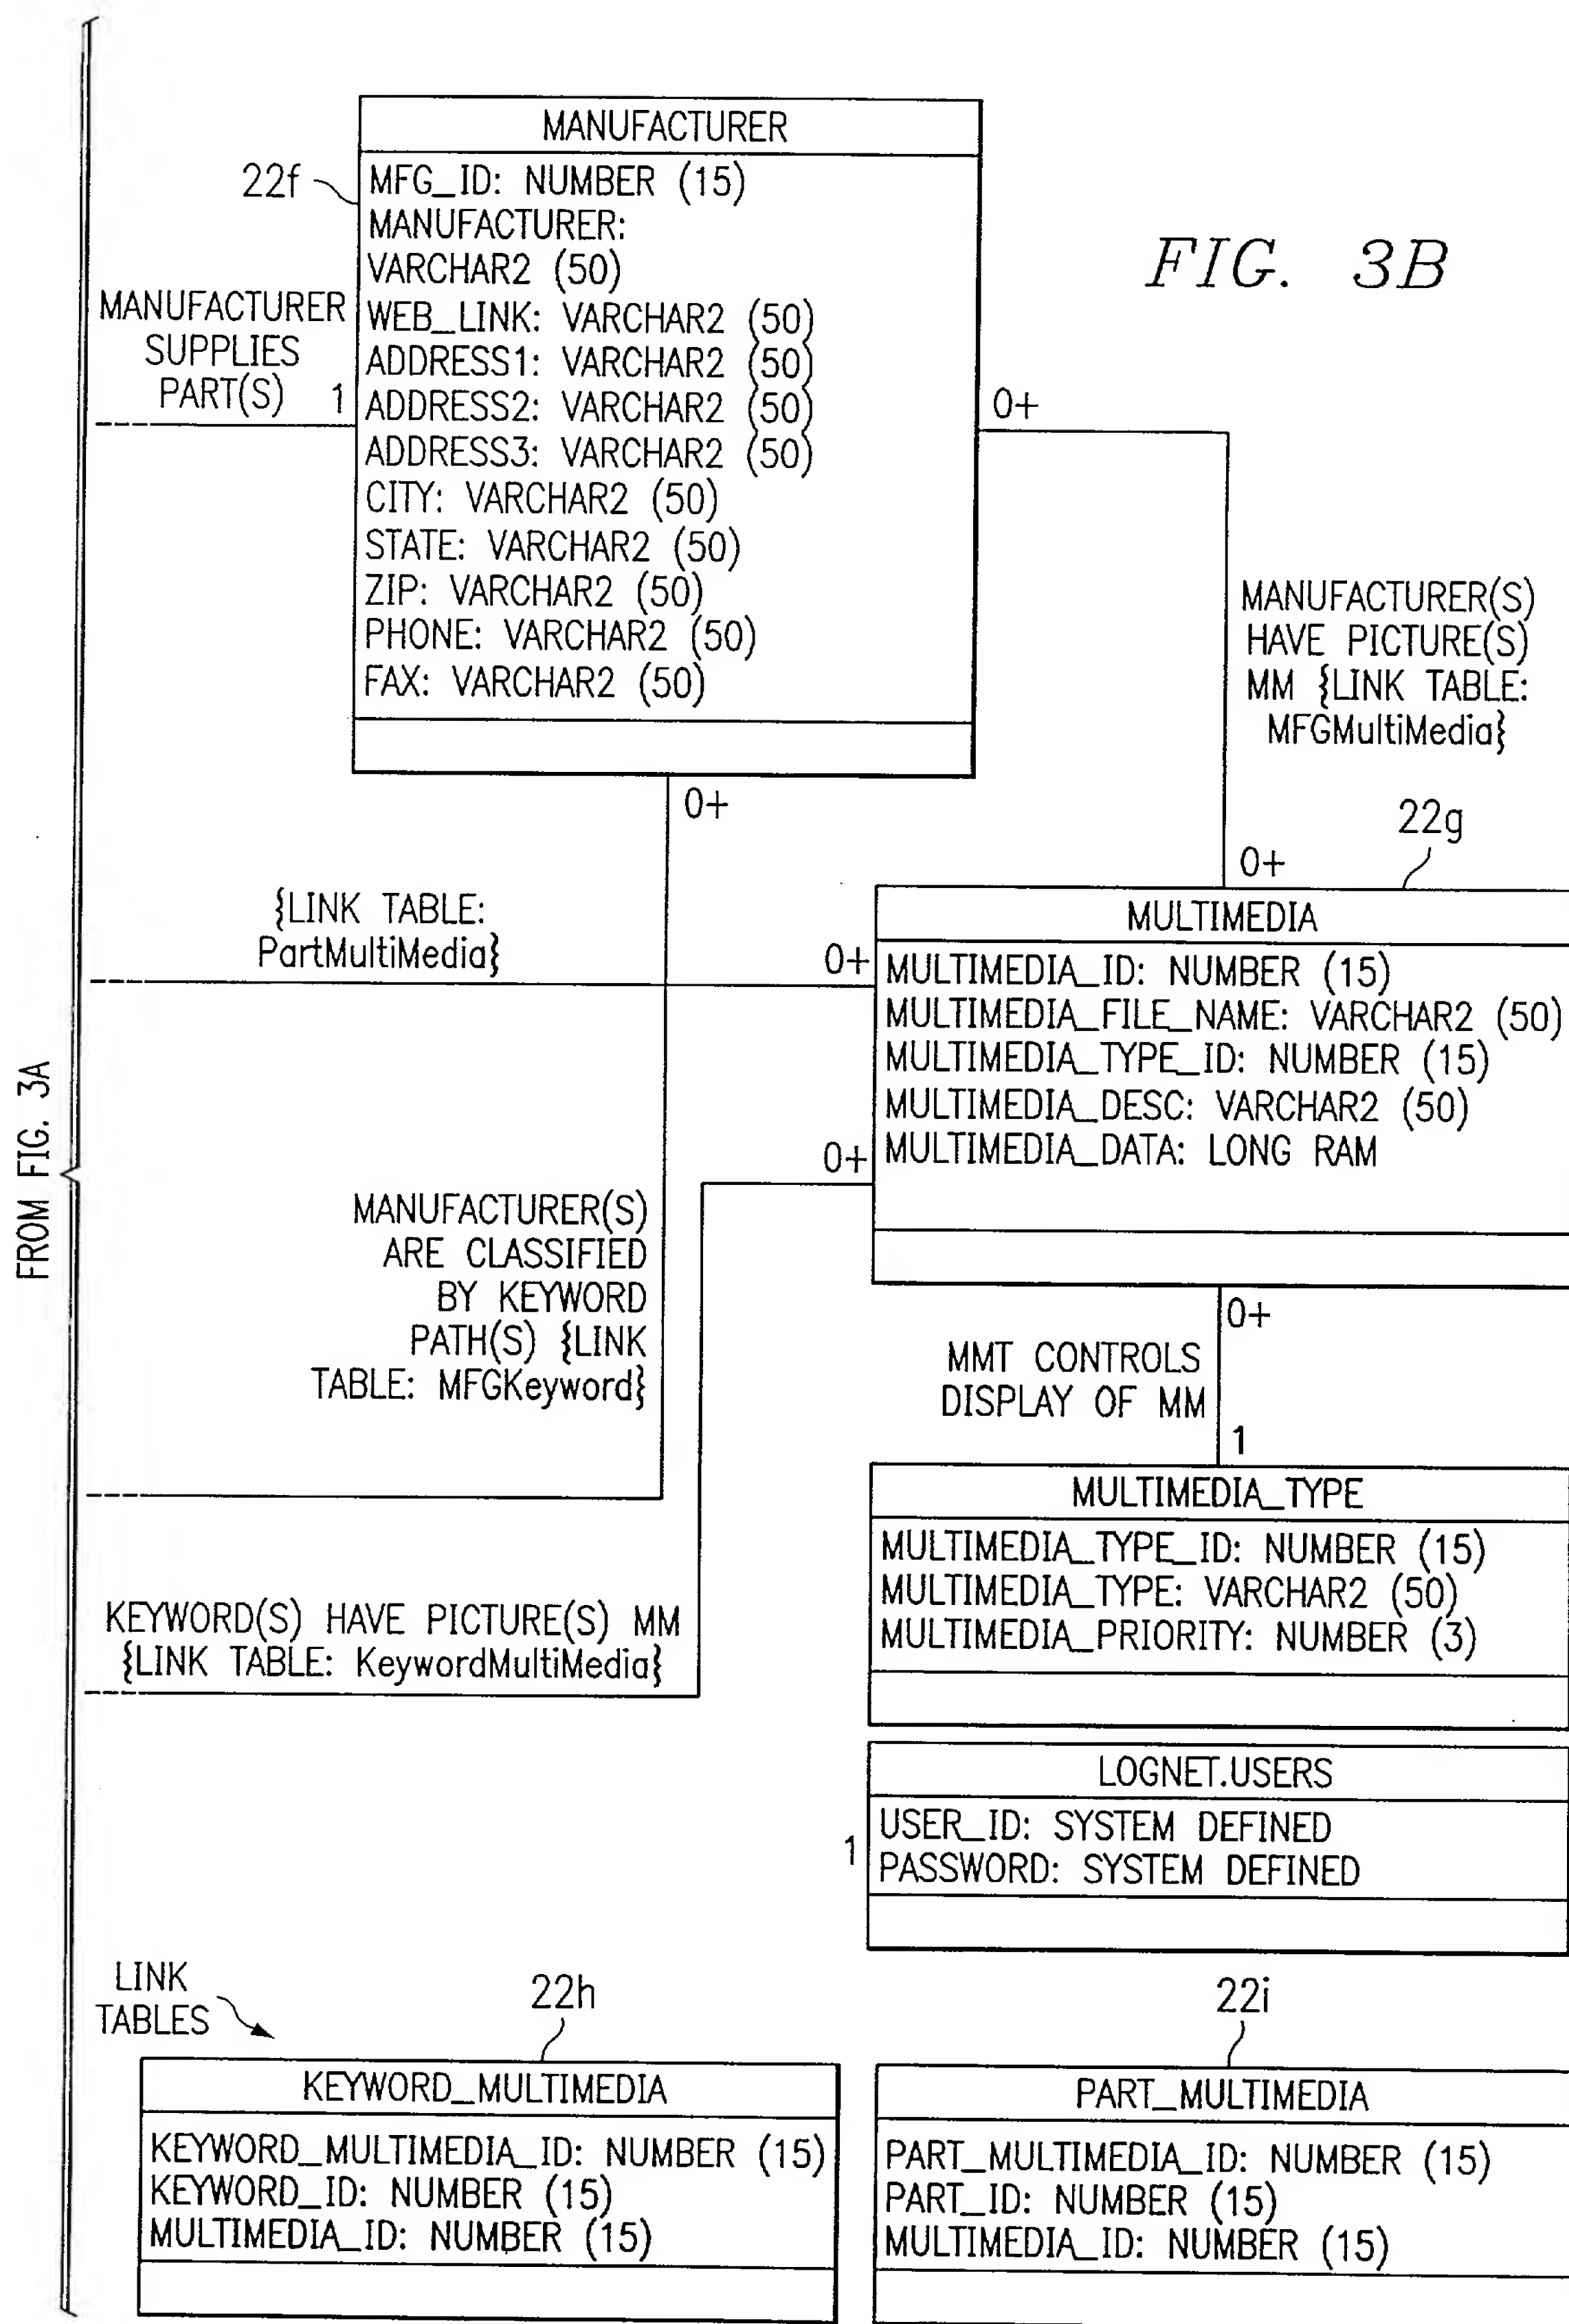 MANUFACTURER
22f
MFG_ID: NUMBER (15)
MANUFACTURER:
VARCHAR2 (50)
WEB_LINK: VARCHAR2 (50)
ADDRESS1: VARCHAR2 (50)
ADDRESS2: VARCHAR2 (50)
ADDRESS3: VARCHAR2 (50)
CITY: VARCHAR2 (50)
STATE: VARCHAR2 (50)
ZIP: VARCHAR2 (50)
PHONE: VARCHAR2 (50)
FAX: VARCHAR2 (50)
FIG. 3B
MANUFACTURER
SUPPLIES
PART(S)
1
0+
MANUFACTURER(S)
HAVE PICTURE(S)
MM {LINK TABLE:
MFGMultiMedia}
0+
0+
22g
{LINK TABLE:
PartMultiMedia}
0+
MULTIMEDIA
MULTIMEDIA_ID: NUMBER (15)
MULTIMEDIA_FILE_NAME: VARCHAR2 (50)
MULTIMEDIA_TYPE_ID: NUMBER (15)
MULTIMEDIA_DESC: VARCHAR2 (50)
MULTIMEDIA_DATA: LONG RAM
0+
FROM FIG. 3A
MANUFACTURER(S)
ARE CLASSIFIED
BY KEYWORD
PATH(S) {LINK
TABLE: MFGKeyword}
0+
MMT CONTROLS
DISPLAY OF MM
1
MULTIMEDIA_TYPE
MULTIMEDIA_TYPE_ID: NUMBER (15)
MULTIMEDIA_TYPE: VARCHAR2 (50)
MULTIMEDIA_PRIORITY: NUMBER (3)
KEYWORD(S) HAVE PICTURE(S) MM
{LINK TABLE: KeywordMultiMedia}
LOGNET.USERS
USER_ID: SYSTEM DEFINED
PASSWORD: SYSTEM DEFINED
1
LINK
TABLES
22h
KEYWORD_MULTIMEDIA
KEYWORD_MULTIMEDIA_ID: NUMBER (15)
KEYWORD_ID: NUMBER (15)
MULTIMEDIA_ID: NUMBER (15)
22i
PART_MULTIMEDIA
PART_MULTIMEDIA_ID: NUMBER (15)
PART_ID: NUMBER (15)
MULTIMEDIA_ID: NUMBER (15)